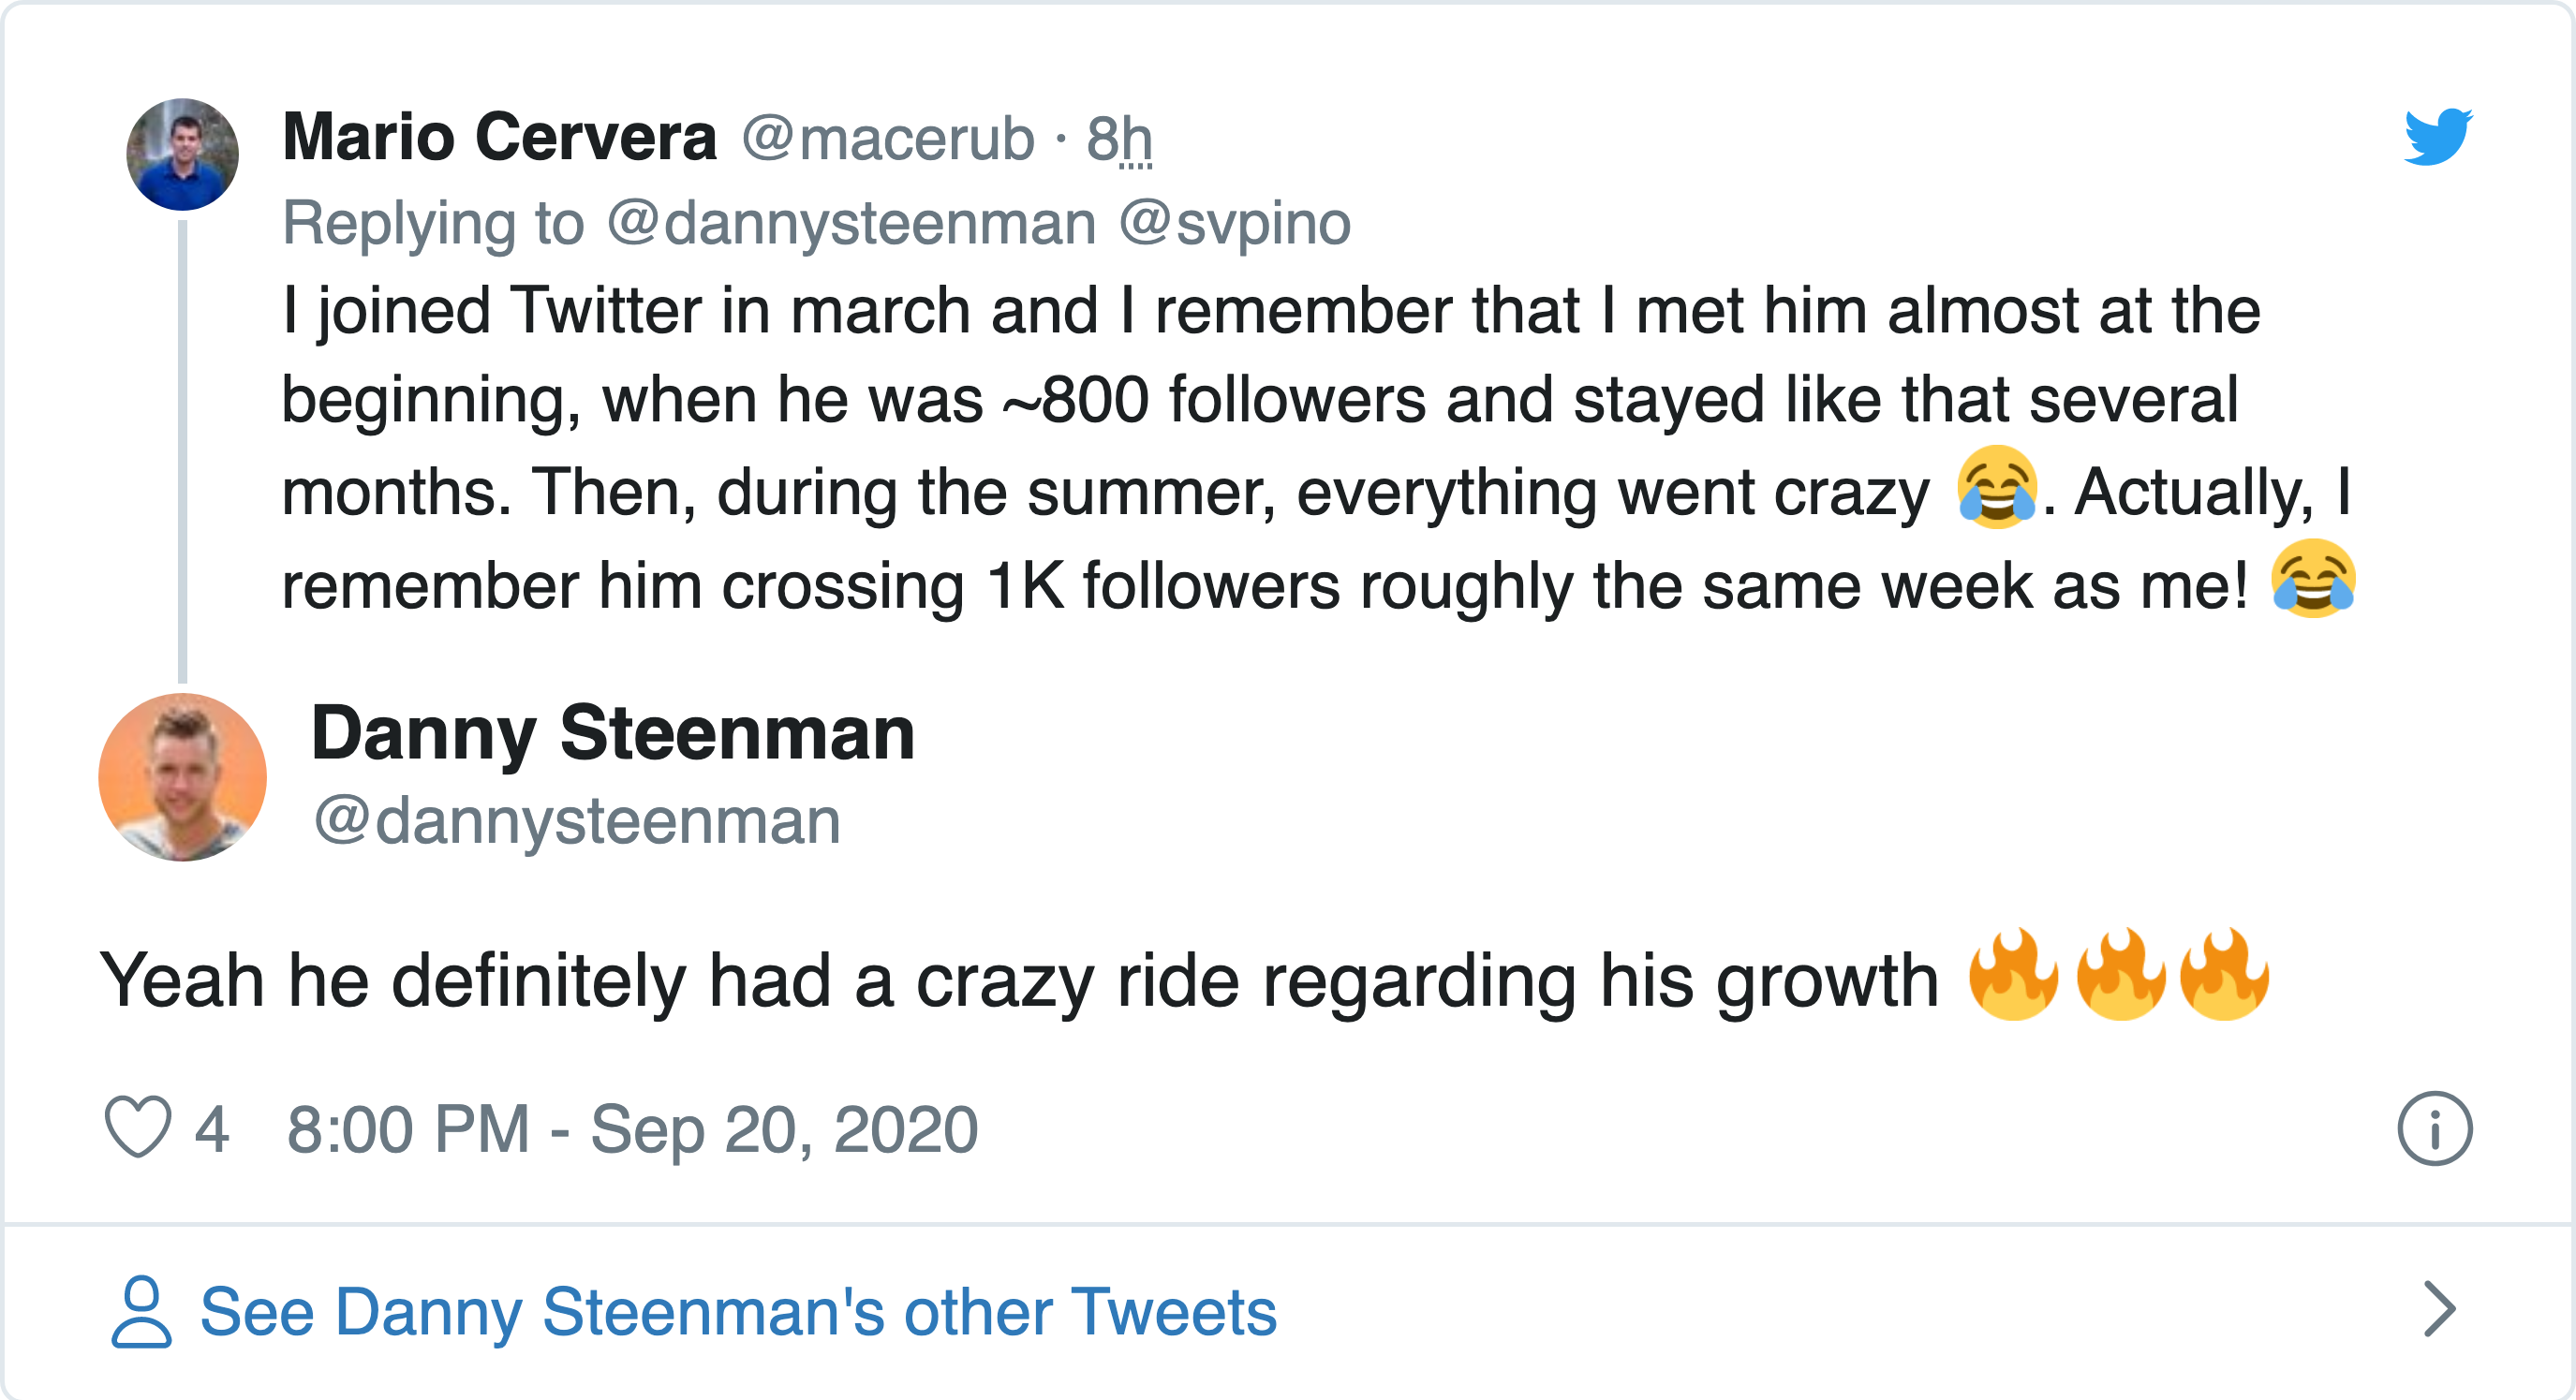 Mario Cervera @macerub · 8h
Replying to @dannysteenman @svpino
I joined Twitter in march and I remember that I met him almost at the
beginning, when he was ~800 followers and stayed like that several
months. Then, during the summer, everything went crazy 😂. Actually, I
remember him crossing 1K followers roughly the same week as me! 😂
Danny Steenman
@dannysteenman
Yeah he definitely had a crazy ride regarding his growth 🔥🔥🔥
4 8:00 PM - Sep 20, 2020
See Danny Steenman's other Tweets